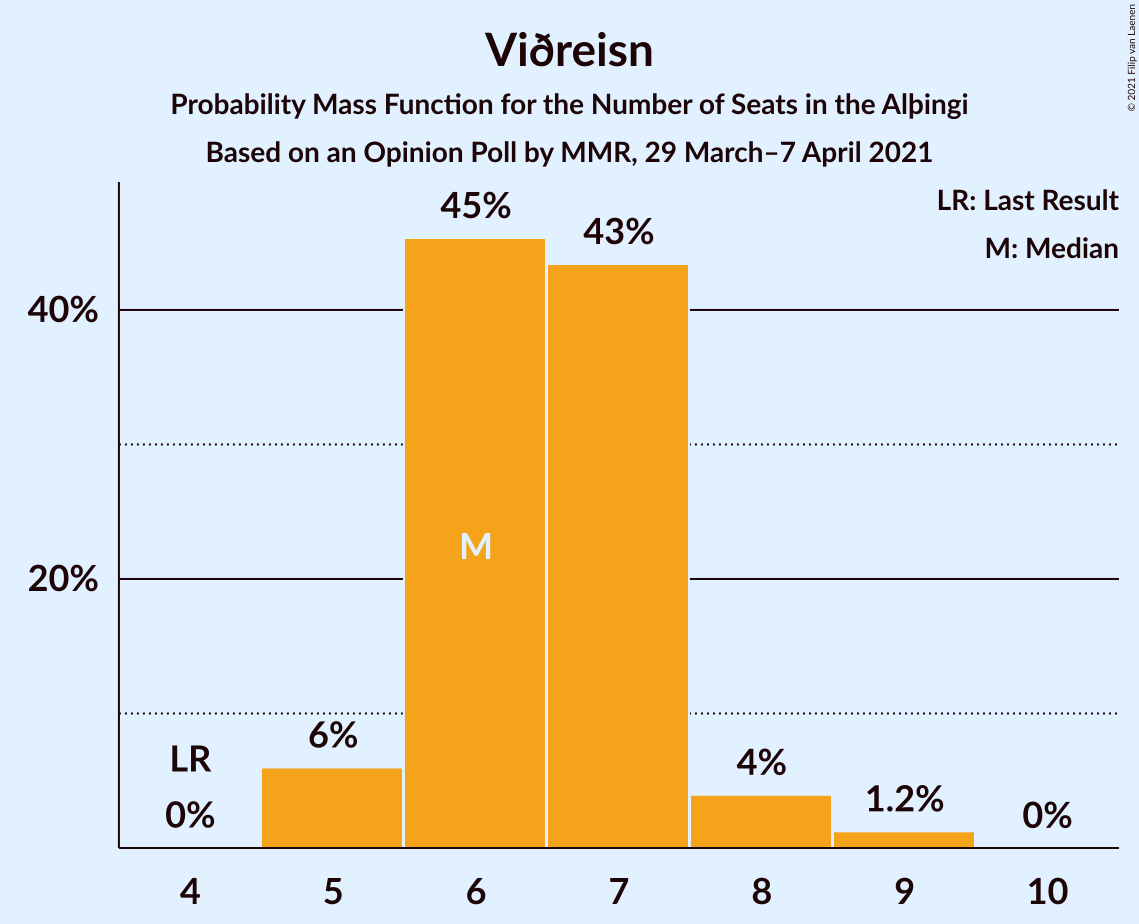 Viðreisn
Probability Mass Function for the Number of Seats in the Alþingi
Based on an Opinion Poll by MMR, 29 March–7 April 2021
© 2021 Filip van Laenen
LR: Last Result
M: Median
45%
43%
40%
M
20%
6%
LR
4%
1.2%
0%
0%
4 5 6 7 8 9 10